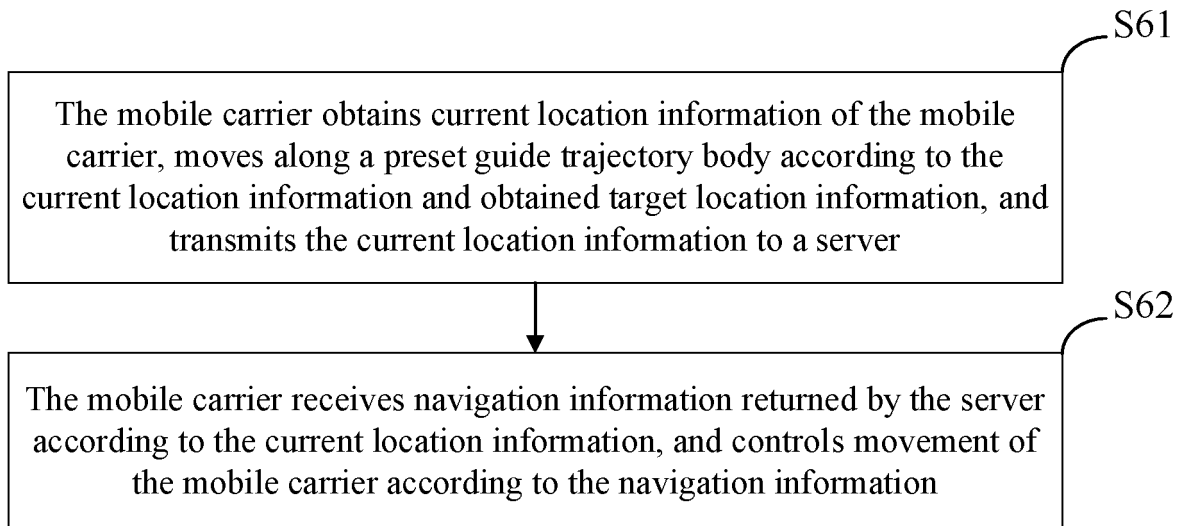 S61
The mobile carrier obtains current location information of the mobile
carrier, moves along a preset guide trajectory body according to the
current location information and obtained target location information, and
transmits the current location information to a server
S62
The mobile carrier receives navigation information returned by the server
according to the current location information, and controls movement of
the mobile carrier according to the navigation information